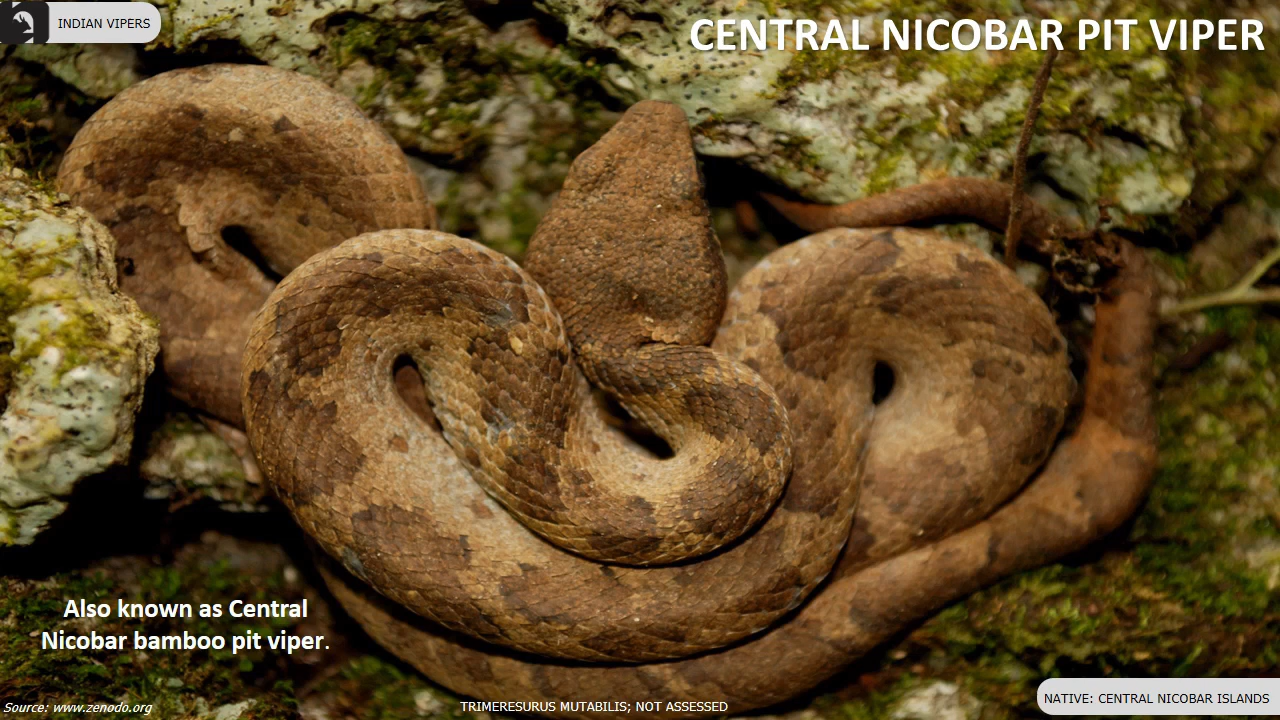 INDIAN VIPERS
CENTRAL NICOBAR PIT VIPER
Also known as Central
Nicobar bamboo pit viper.
Source: www.zenodo.org
TRIMERESURUS MUTABILIS; NOT ASSESSED
NATIVE: CENTRAL NICOBAR ISLANDS